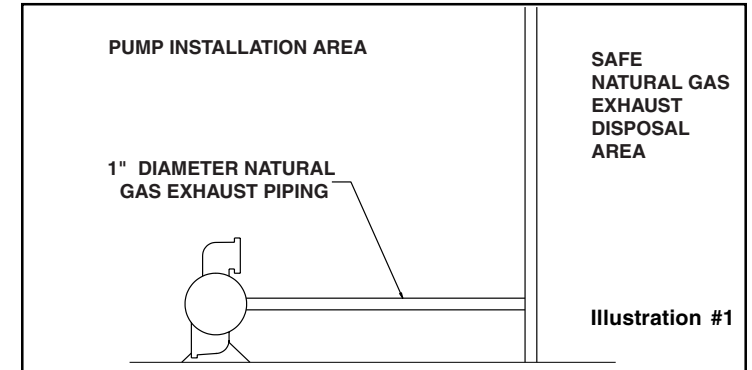 PUMP INSTALLATION AREA
SAFE
NATURAL GAS
EXHAUST
DISPOSAL
AREA
1" DIAMETER NATURAL
GAS EXHAUST PIPING
Illustration #1